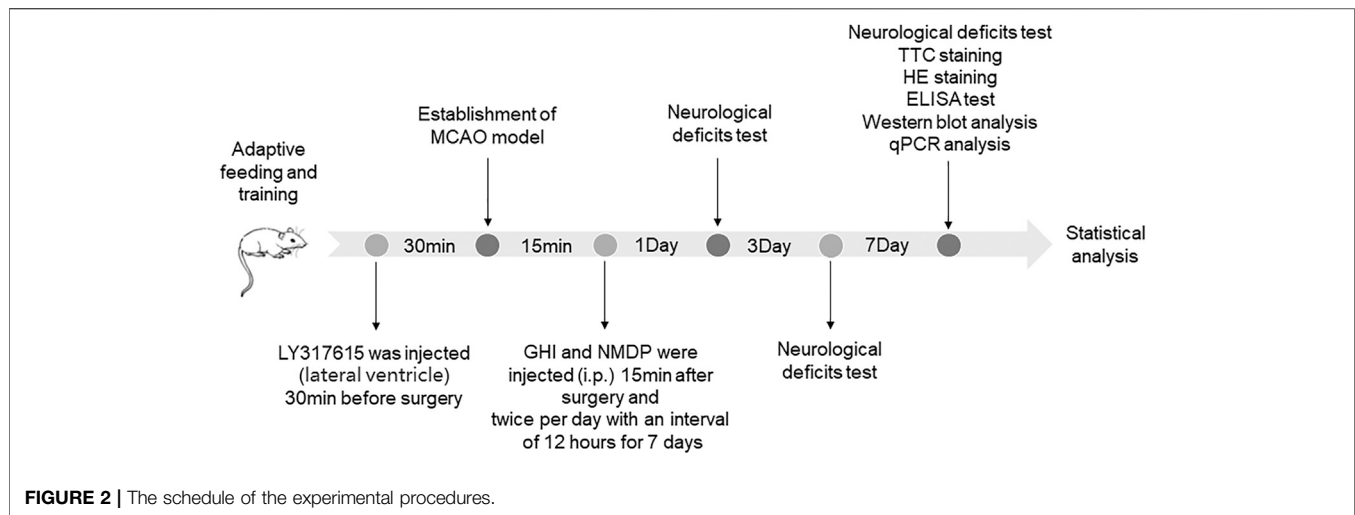 Adaptive
feeding and
training
Establishment of
MCAO model
Neurological
deficits test
Neurological deficits test
TTC staining
HE staining
ELISA test
Western blot analysis
qPCR analysis
30min
15min
1Day
3Day
7Day
Statistical
analysis
LY317615 was injected
(lateral ventricle)
30min before surgery
GHI and NMDP were
injected (i.p.) 15min after
surgery and
twice per day with an interval
of 12 hours for 7 days
Neurological
deficits test
FIGURE 2 | The schedule of the experimental procedures.